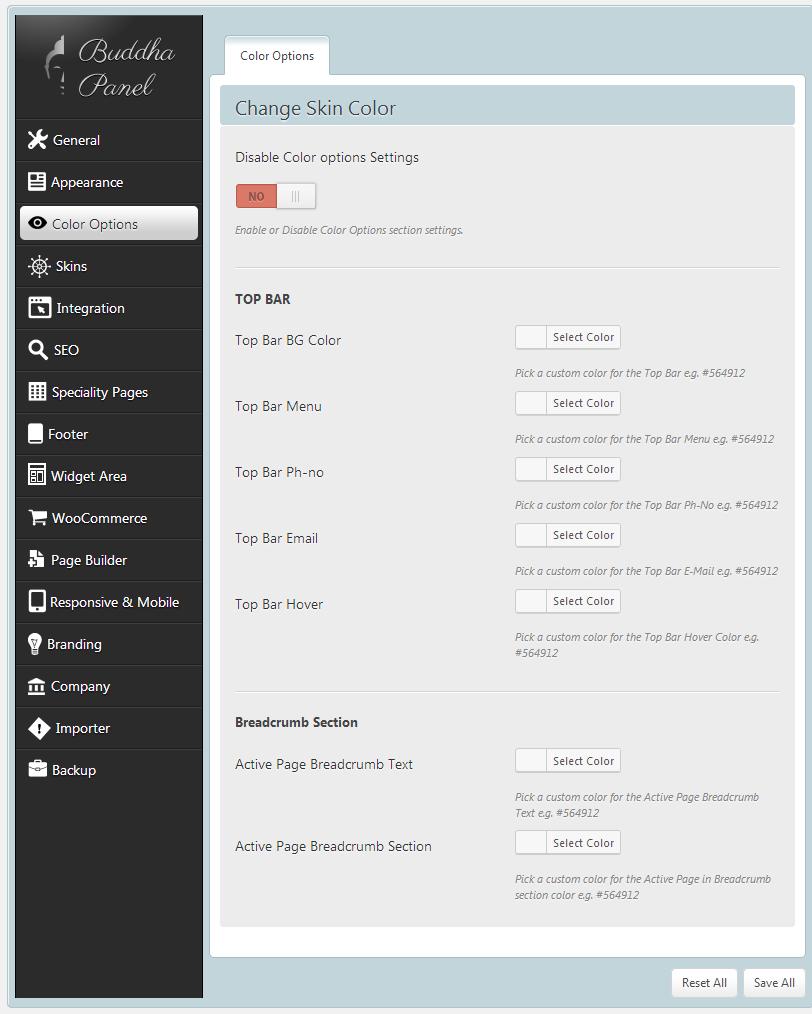 Buddha
Panel
General
Appearance
Color Options
Skins
Integration
SEO
Speciality Pages
Footer
Widget Area
WooCommerce
Page Builder
Responsive & Mobile
Branding
Company
Importer
Backup
Color Options
Change Skin Color
Disable Color options Settings
NO
Enable or Disable Color Options section settings.
TOP BAR
Top Bar BG Color
Select Color
Pick a custom color for the Top Bar e.g. #564912
Top Bar Menu
Select Color
Pick a custom color for the Top Bar Menu e.g. #564912
Top Bar Ph-no
Select Color
Pick a custom color for the Top Bar Ph-No e.g. #564912
Top Bar Email
Select Color
Pick a custom color for the Top Bar E-Mail e.g. #564912
Top Bar Hover
Select Color
Pick a custom color for the Top Bar Hover Color e.g.
#564912
Breadcrumb Section
Active Page Breadcrumb Text
Select Color
Pick a custom color for the Active Page Breadcrumb
Text e.g. #564912
Active Page Breadcrumb Section
Select Color
Pick a custom color for the Active Page in Breadcrumb
section color e.g. #564912
Reset All
Save All